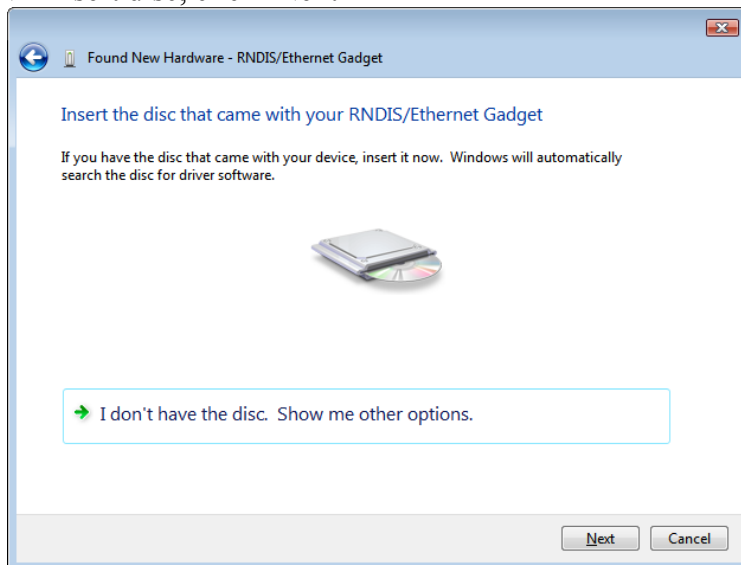 Found New Hardware - RNDIS/Ethernet Gadget
Insert the disc that came with your RNDIS/Ethernet Gadget
If you have the disc that came with your device, insert it now. Windows will automatically
search the disc for driver software.
I don't have the disc. Show me other options.
Next Cancel